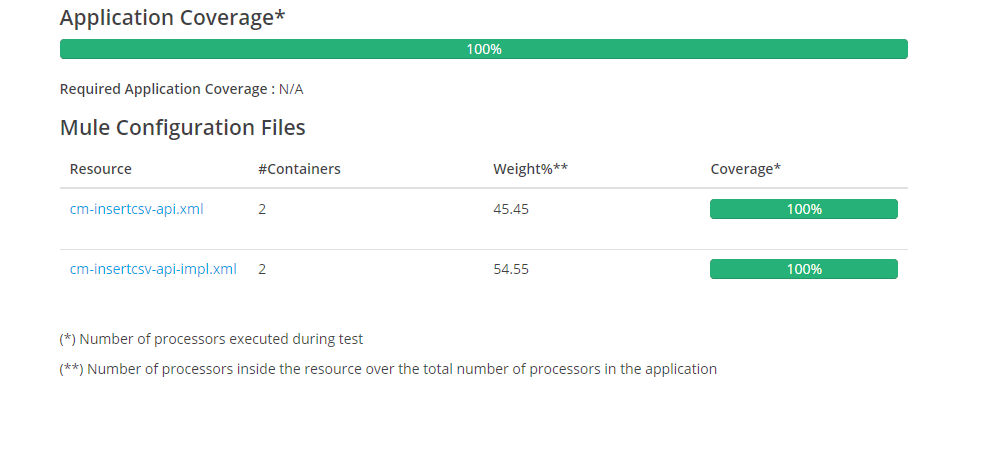 Application Coverage*
100%
Required Application Coverage : N/A
Mule Configuration Files
Resource #Containers Weight%** Coverage*
cm-insertcsv-api.xml 2 45.45 100%
cm-insertcsv-api-impl.xml 2 54.55 100%
(*) Number of processors executed during test
(**) Number of processors inside the resource over the total number of processors in the application